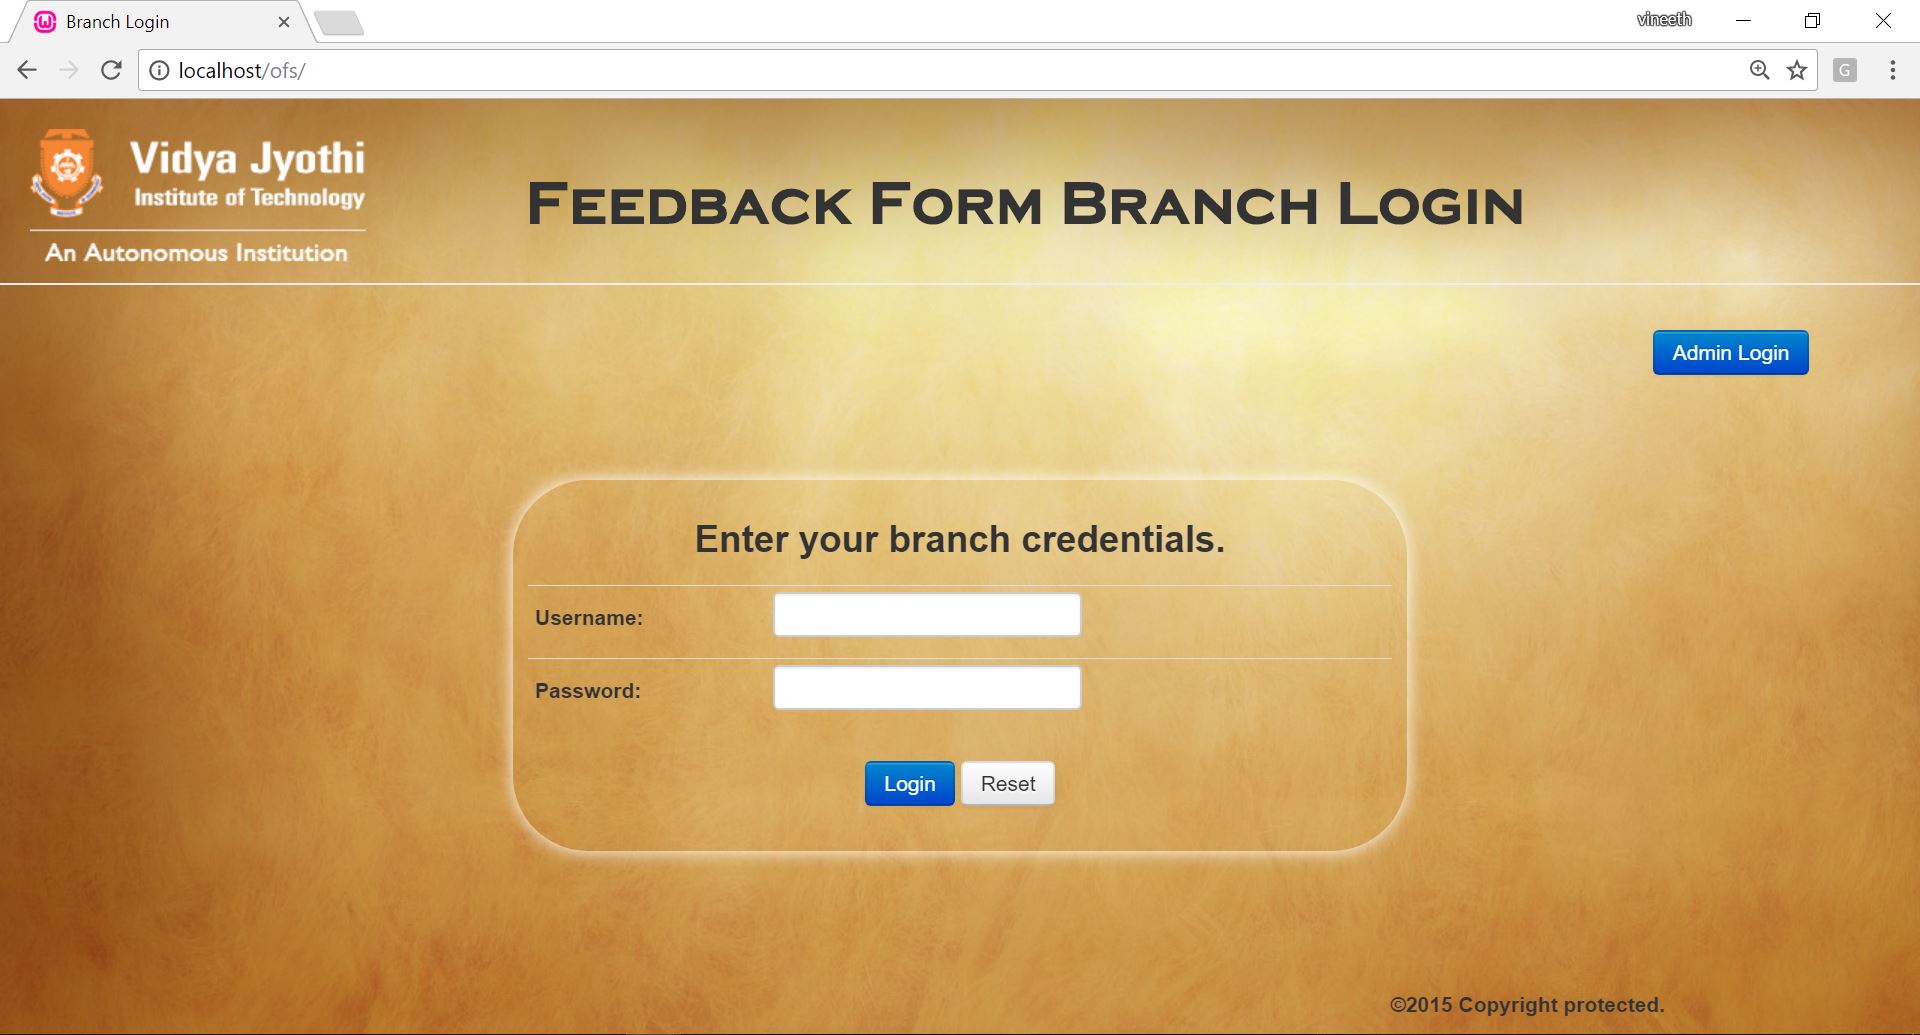 Branch Login
vineeth
localhost/ofs/
G
Vidya Jyothi
Institute of Technology
An Autonomous Institution
Feedback Form Branch Login
Admin Login
Enter your branch credentials.
Username:
Password:
Login Reset
©2015 Copyright protected.